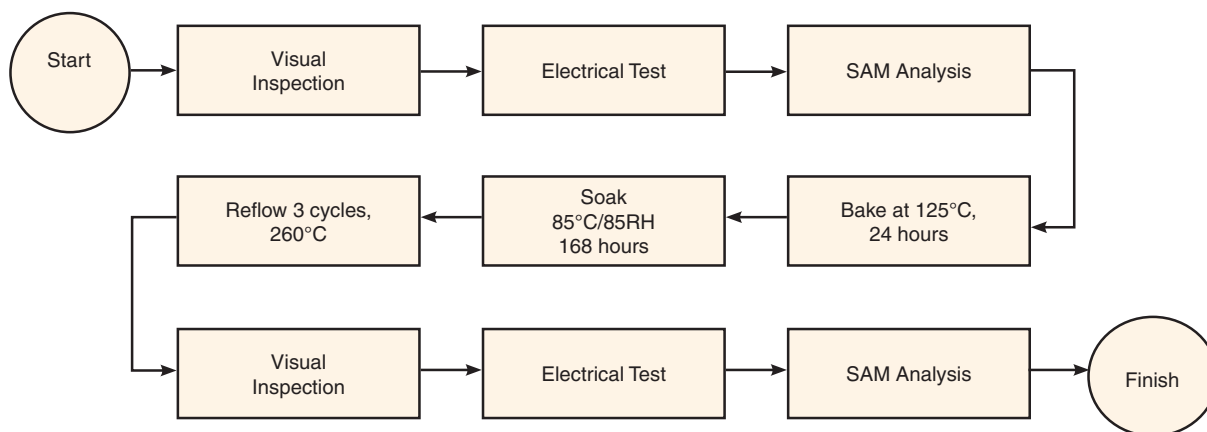 Start
Visual
Inspection
Electrical Test
SAM Analysis
Bake at 125°C,
24 hours
Soak
85°C/85RH
168 hours
Reflow 3 cycles,
260°C
Visual
Inspection
Electrical Test
SAM Analysis
Finish